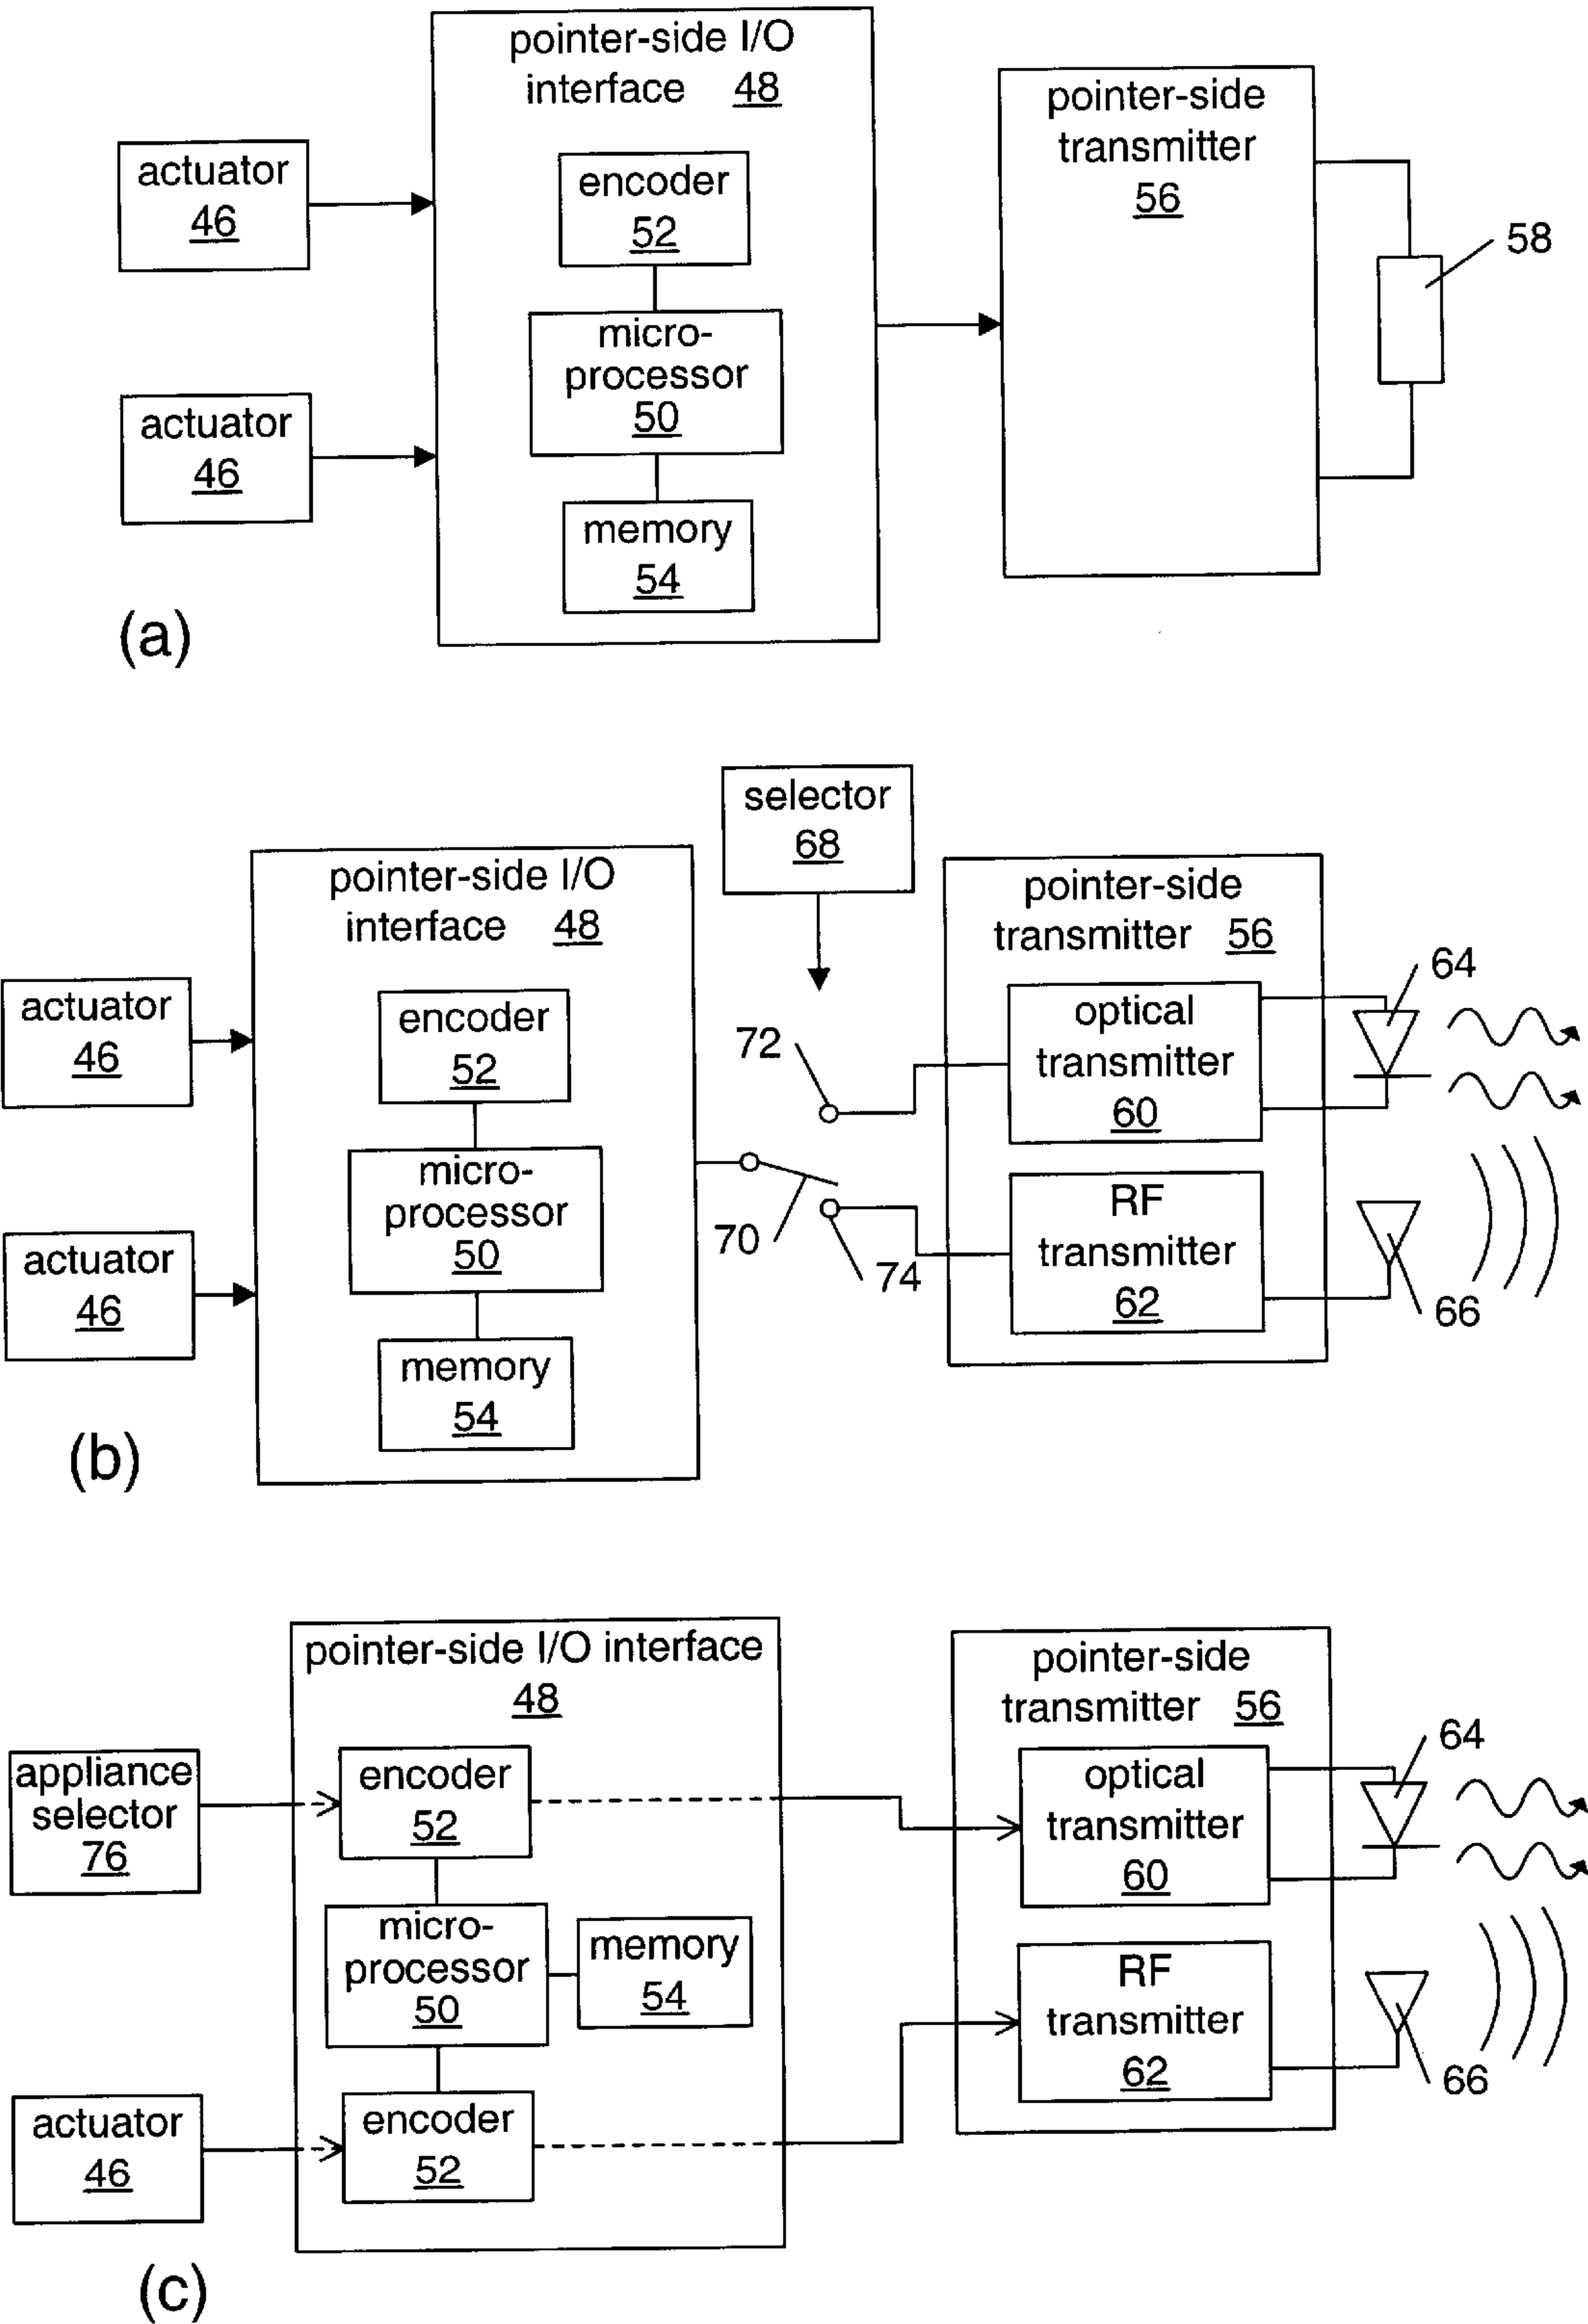 pointer-side I/O
interface 48
actuator
46
actuator
46
encoder
52
micro-
processor
50
memory
54
pointer-side
transmitter
56
58
(a)
selector
68
pointer-side I/O
interface 48
actuator
46
actuator
46
encoder
52
micro-
processor
50
memory
54
72
70
74
pointer-side
transmitter 56
optical
transmitter
60
RF
transmitter
62
64
66
(b)
pointer-side I/O interface
48
appliance
selector
76
actuator
46
encoder
52
micro-
processor
50
memory
54
encoder
52
pointer-side
transmitter 56
optical
transmitter
60
RF
transmitter
62
64
66
(c)